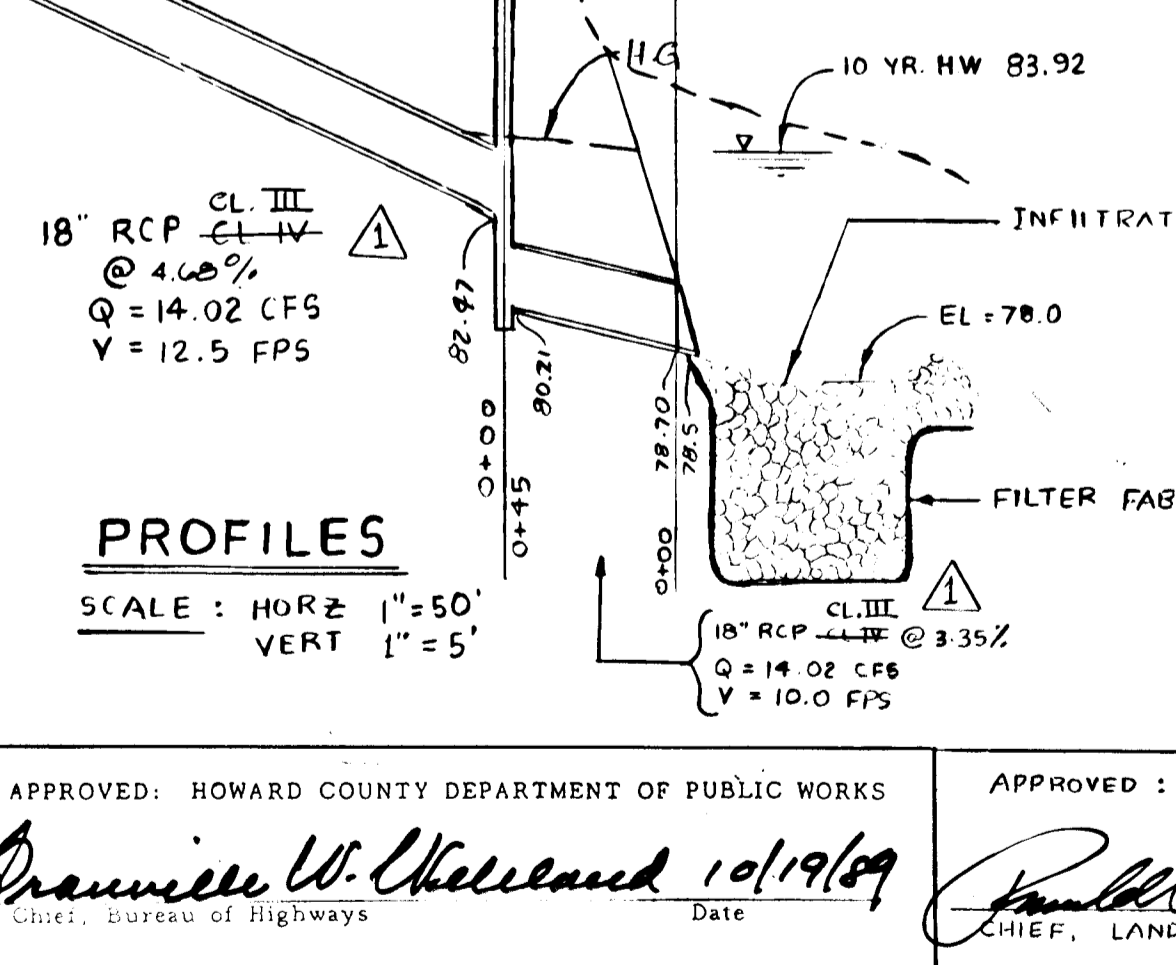 HG
10 YR. HW 83.92
CL. III
18" RCP CL IV
1
@ 4.68%
Q = 14.02 CFS
V = 12.5 FPS
INFILTRAT
EL = 78.0
82.47
80.21
78.70
78.5
0+00
0+45
0+00
FILTER FAB
PROFILES
SCALE : HORZ 1"=50'
VERT 1" = 5'
CL. III
1
18" RCP CL IV @ 3.35%
Q = 14.02 CFS
V = 10.0 FPS
APPROVED: HOWARD COUNTY DEPARTMENT OF PUBLIC WORKS
W. 10/19/89
Chief, Bureau of Highways Date
APPROVED :
CHIEF, LAND